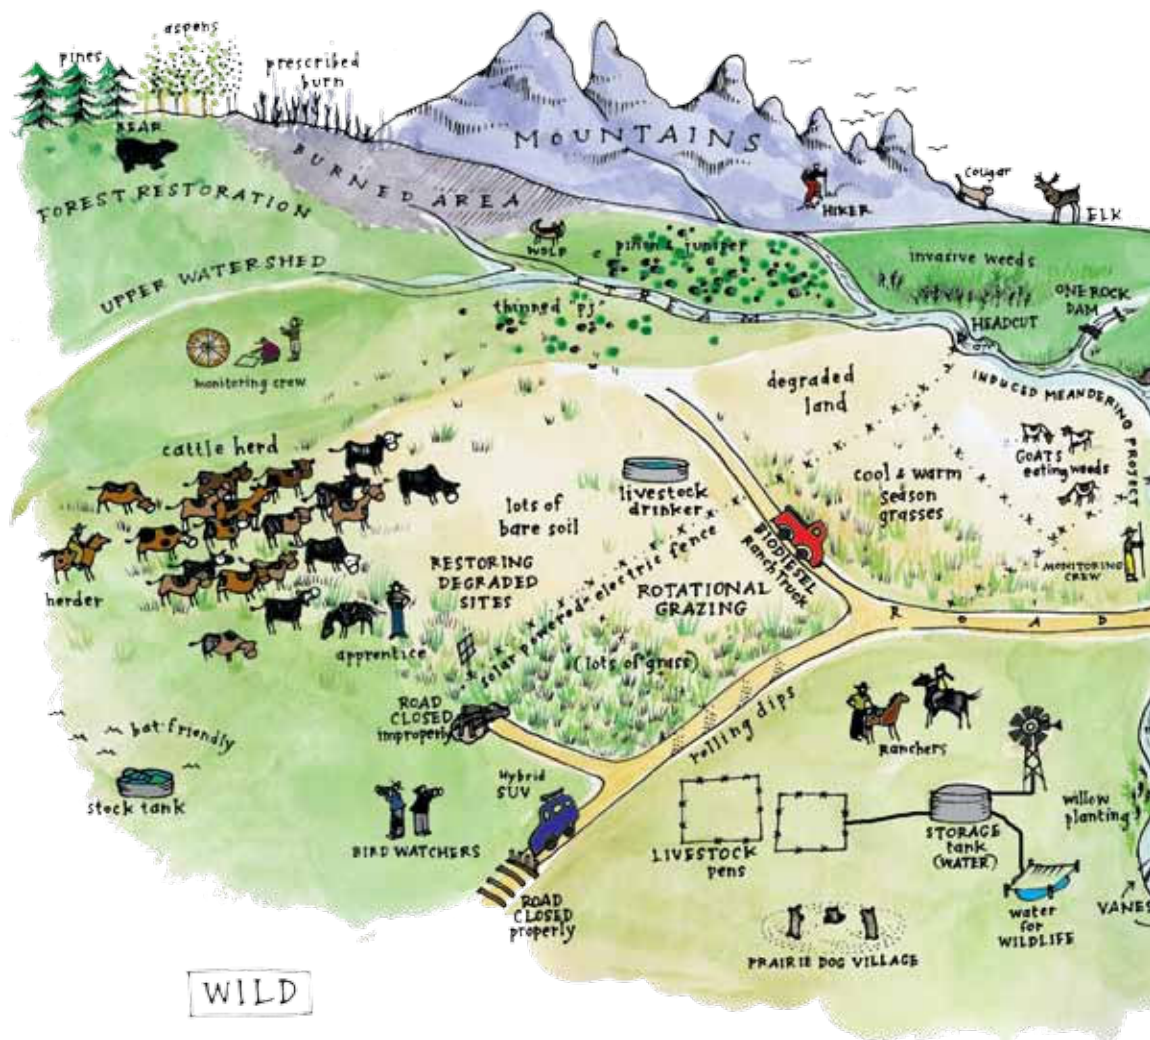 aspens
pines
prescribed
burn
MOUNTAINS
BEAR
BURNED AREA
cougar
HIKER
ELK
FOREST RESTORATION
WOLF
piñon & juniper
invasive weeds
UPPER WATERSHED
STREAM
ONE ROCK
DAM
thinned pj
HEADCUT
monitoring crew
degraded
land
INDUCED MEANDERING PROJECT
cattle herd
GOATS
eating weeds
livestock
drinker
cool & warm
season
grasses
lots of
bare soil
BIODIESEL
Ranch Truck
RESTORING
DEGRADED
SITES
solar powered electric fence
ROTATIONAL
GRAZING
MONITORING
CREW
herder
ROAD
apprentice
(lots of grass)
ROAD
CLOSED
improperly
rolling dips
bat-friendly
stock tank
Ranchers
Hybrid
SUV
willow
planting
BIRD WATCHERS
LIVESTOCK
pens
STORAGE
tank
(WATER)
ROAD
CLOSED
properly
water
for
WILDLIFE
VANES
PRAIRIE DOG VILLAGE
WILD